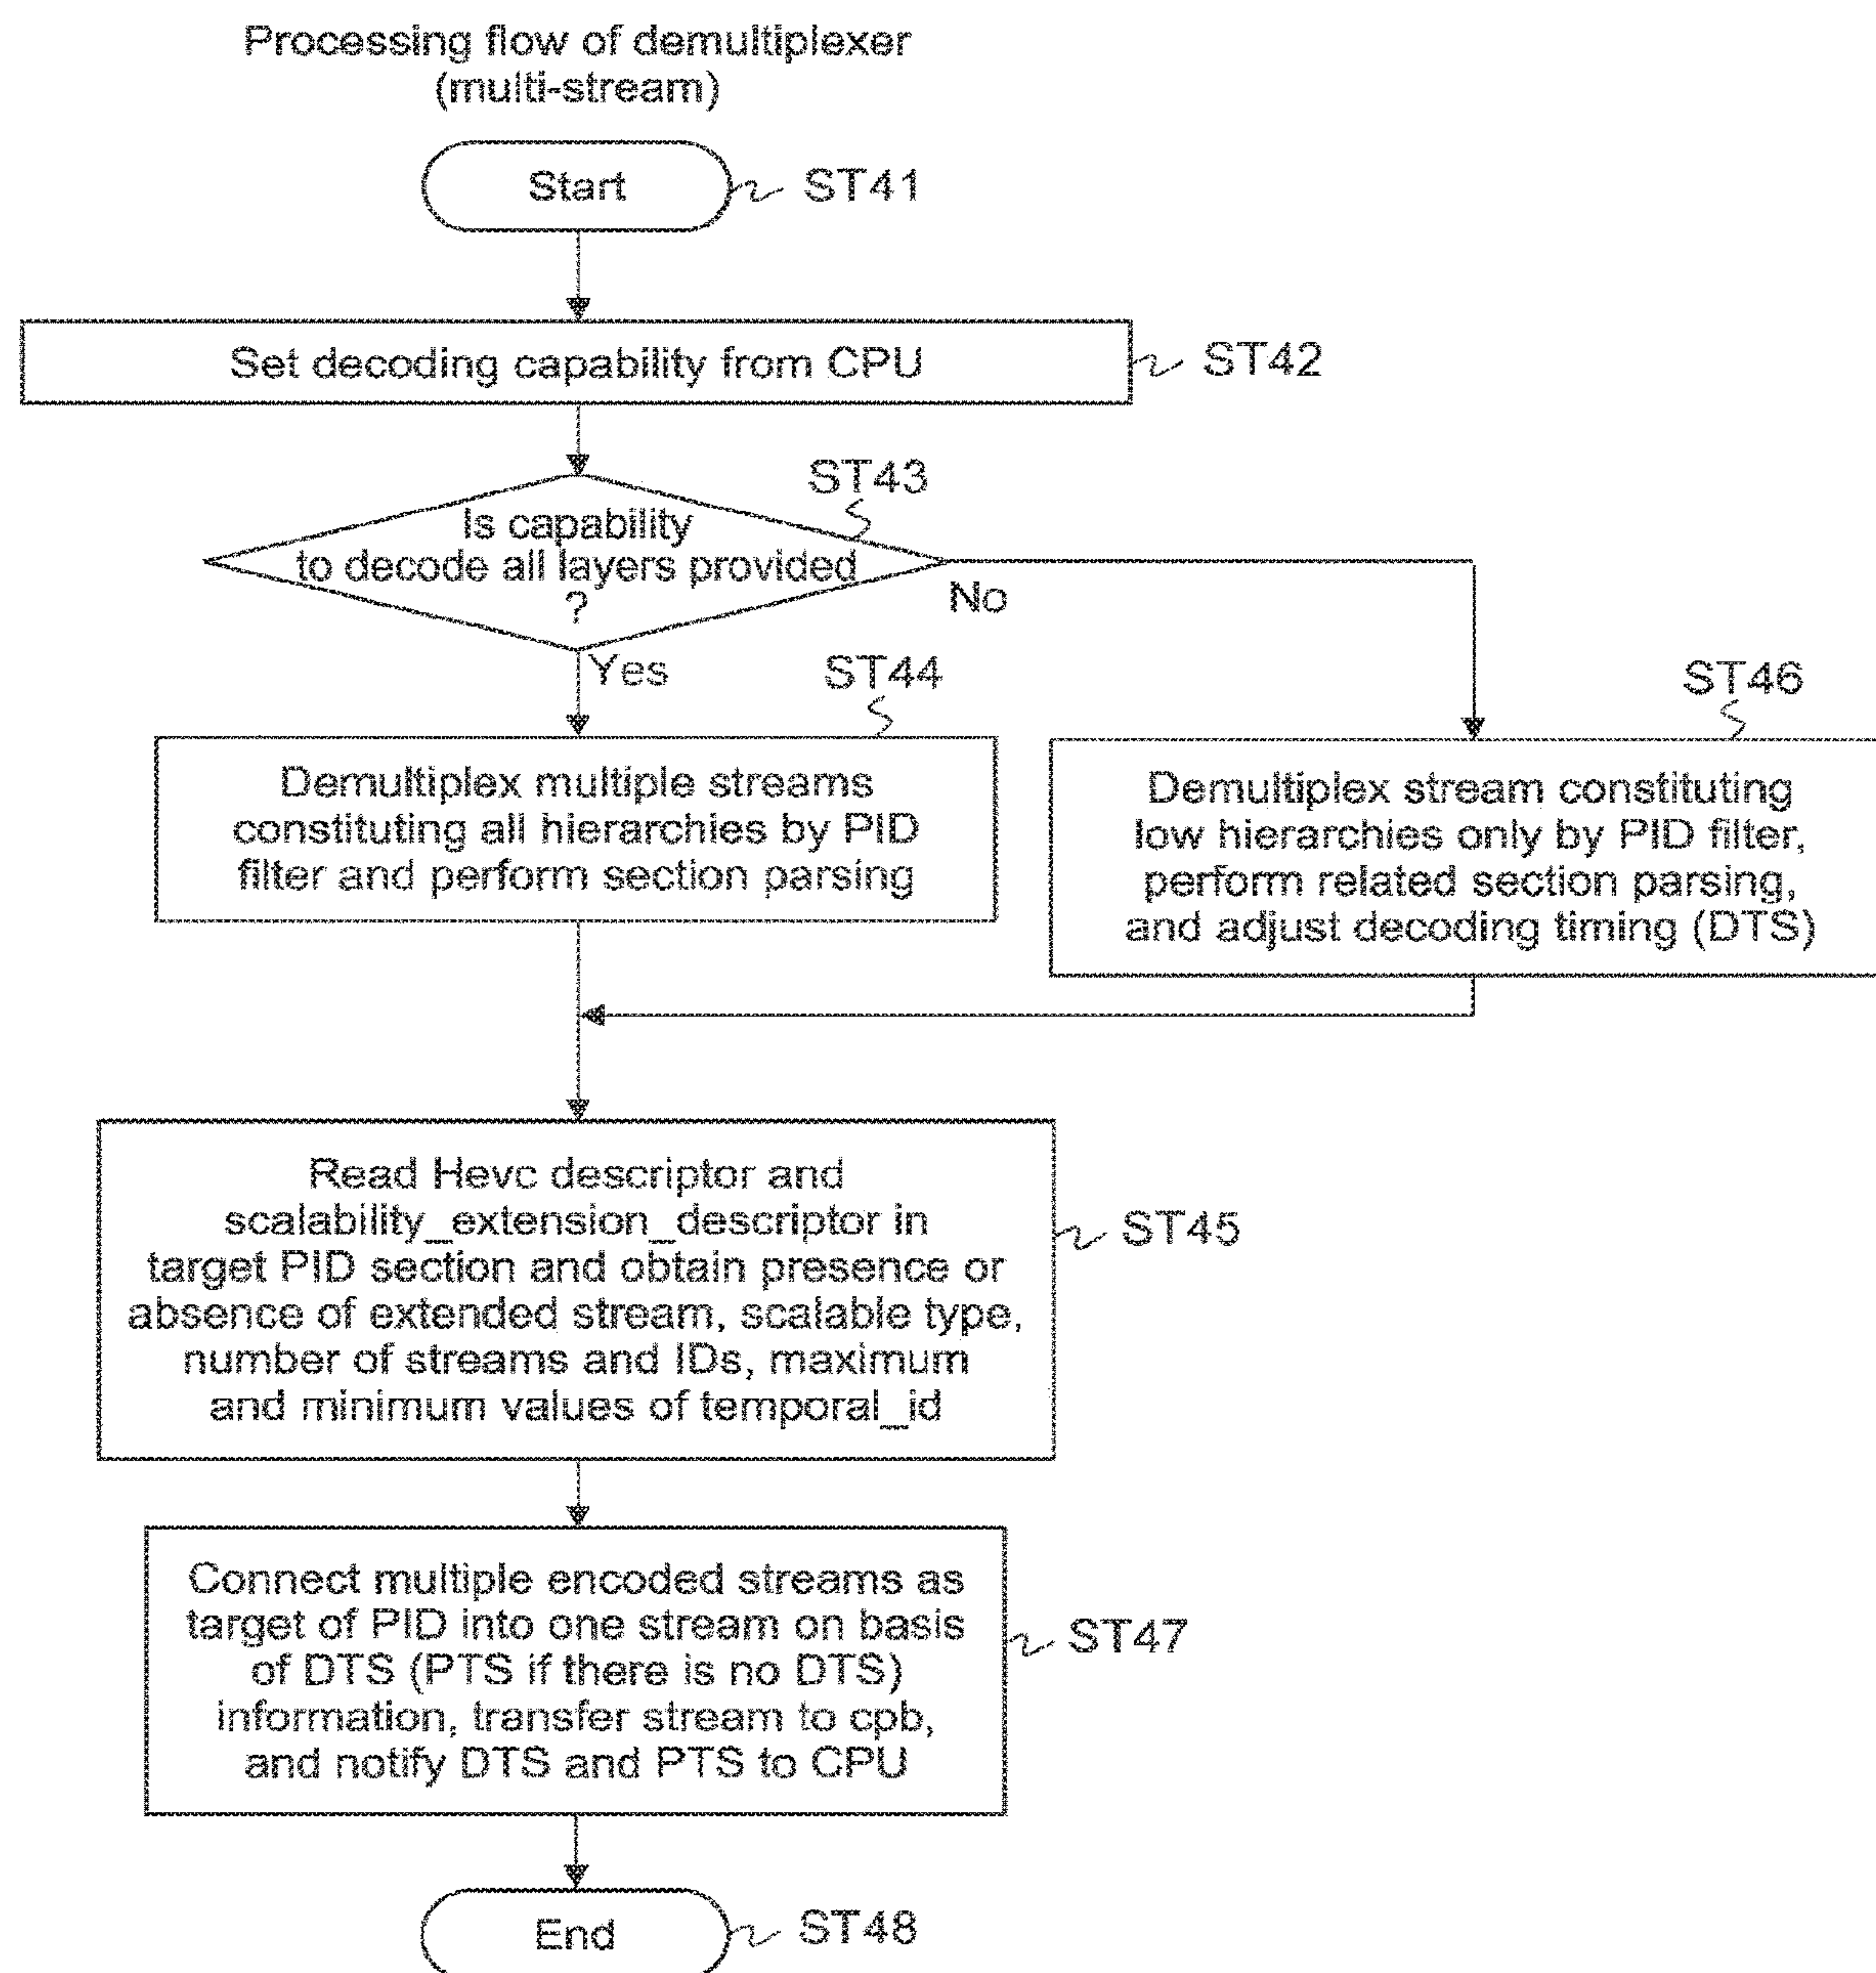 Processing flow of demultiplexer
(multi-stream)
Start
ST41
Set decoding capability from CPU
ST42
ST43
Is capability
to decode all layers provided
?
No
Yes
ST44
Demultiplex multiple streams
constituting all hierarchies by PID
filter and perform section parsing
ST46
Demultiplex stream constituting
low hierarchies only by PID filter,
perform related section parsing,
and adjust decoding timing (DTS)
Read Hevc descriptor and
scalability_extension_descriptor in
target PID section and obtain presence or
absence of extended stream, scalable type,
number of streams and IDs, maximum
and minimum values of temporal_id
ST45
Connect multiple encoded streams as
target of PID into one stream on basis
of DTS (PTS if there is no DTS)
information, transfer stream to cpb,
and notify DTS and PTS to CPU
ST47
End
ST48